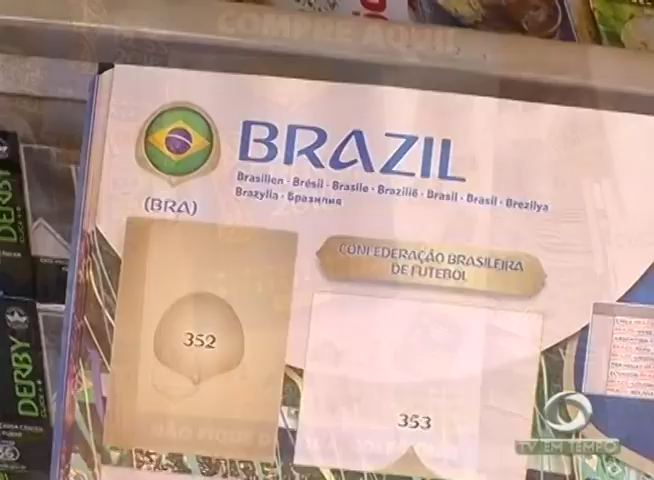 COMPRE AQUI
BRAZIL
Brasilien · Brésil · Brasile · Brazilië · Brasil · Brasil · Brezilya
Brazylia · Бразилия
(BRA)
CONFEDERAÇÃO BRASILEIRA
DE FUTEBOL
352
353
DERBY
DERBY
TV EM TEMPO